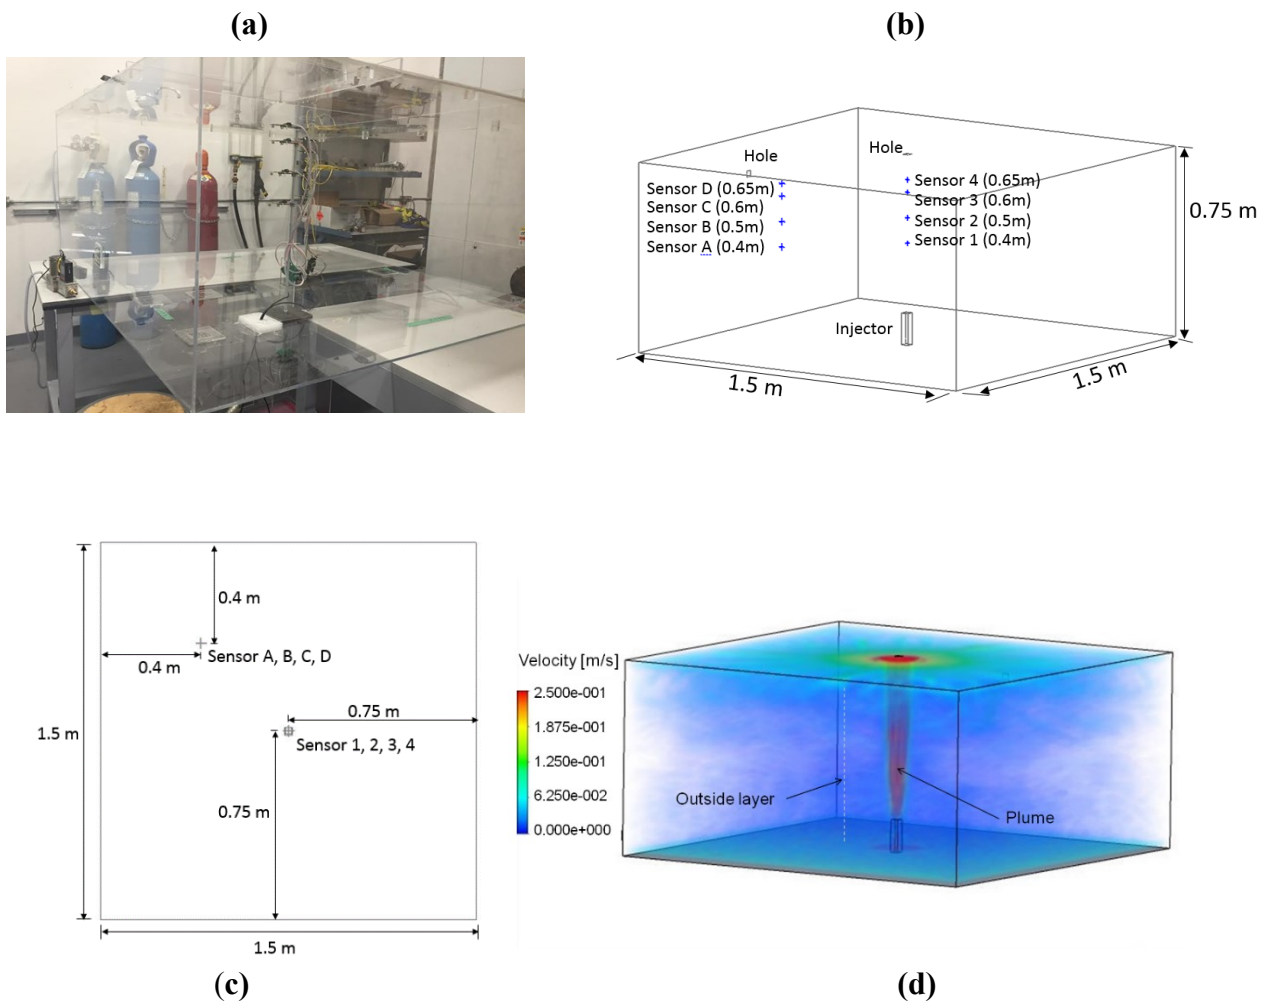 (a)
(b)
Hole
Hole
Sensor D (0.65m)
Sensor C (0.6m)
Sensor B (0.5m)
Sensor A (0.4m)
Sensor 4 (0.65m)
Sensor 3 (0.6m)
Sensor 2 (0.5m)
Sensor 1 (0.4m)
0.75 m
Injector
1.5 m
1.5 m
0.4 m
0.4 m
Sensor A, B, C, D
0.75 m
Sensor 1, 2, 3, 4
1.5 m
0.75 m
1.5 m
(c)
Velocity [m/s]
2.500e-001
1.875e-001
1.250e-001
6.250e-002
0.000e+000
Outside layer
Plume
(d)